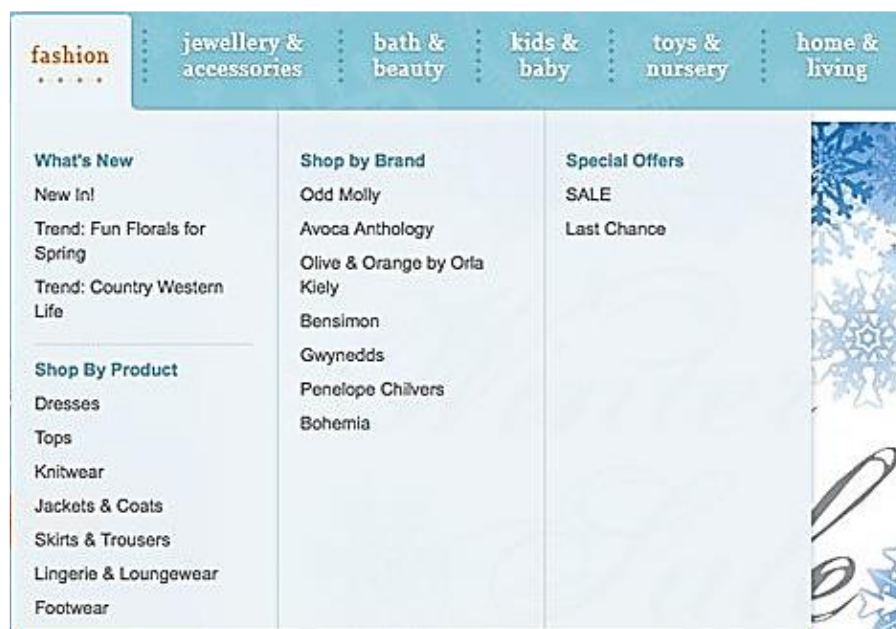 fashion
jewellery &
accessories
bath &
beauty
kids &
baby
toys &
nursery
home &
living
What's New
New In!
Trend: Fun Florals for
Spring
Trend: Country Western
Life
Shop By Product
Dresses
Tops
Knitwear
Jackets & Coats
Skirts & Trousers
Lingerie & Loungewear
Footwear
Shop by Brand
Odd Molly
Avoca Anthology
Olive & Orange by Orla
Kiely
Bensimon
Gwynedds
Penelope Chilvers
Bohemia
Special Offers
SALE
Last Chance